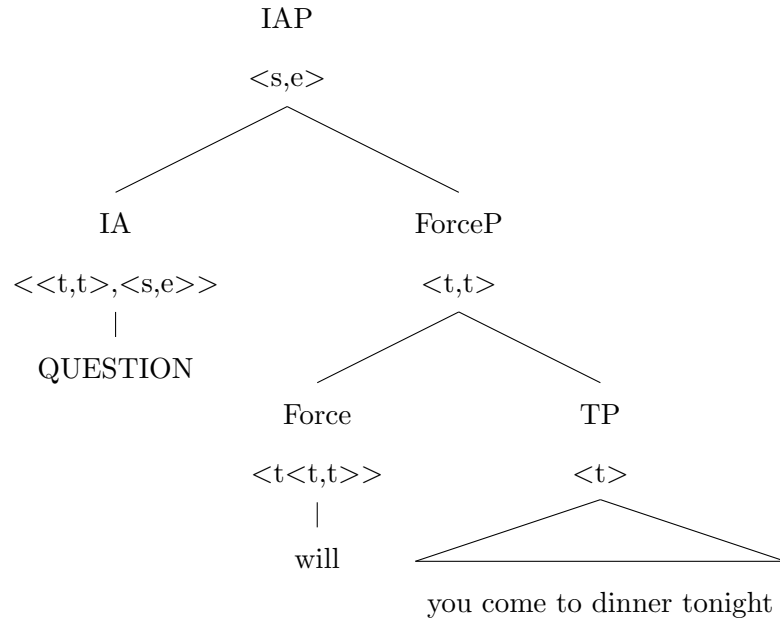 IAP
<s,e>
IA
ForceP
<<t,t>,<s,e>>
<t,t>
QUESTION
Force
TP
<t<t,t>>
<t>
will
you come to dinner tonight